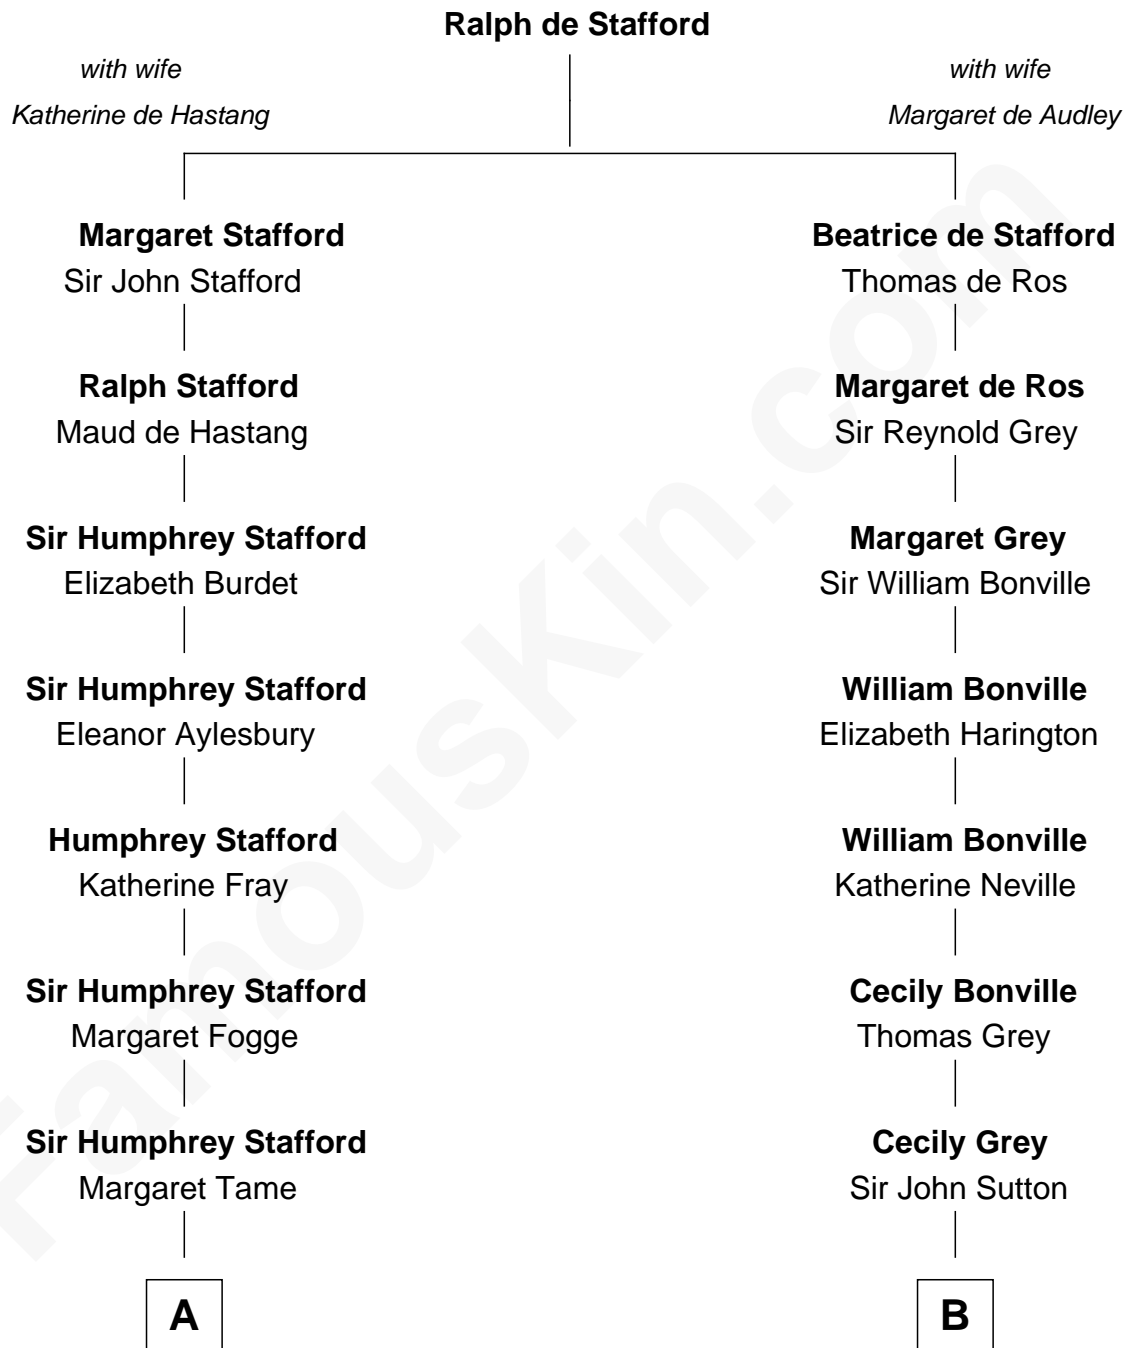 Ralph de Stafford
with wife
Katherine de Hastang
with wife
Margaret de Audley
Margaret Stafford
Sir John Stafford
Beatrice de Stafford
Thomas de Ros
Ralph Stafford
Maud de Hastang
Margaret de Ros
Sir Reynold Grey
Sir Humphrey Stafford
Elizabeth Burdet
Margaret Grey
Sir William Bonville
Sir Humphrey Stafford
Eleanor Aylesbury
William Bonville
Elizabeth Harington
Humphrey Stafford
Katherine Fray
William Bonville
Katherine Neville
Sir Humphrey Stafford
Margaret Fogge
Cecily Bonville
Thomas Grey
Sir Humphrey Stafford
Margaret Tame
Cecily Grey
Sir John Sutton
A
B
FamousKin.com